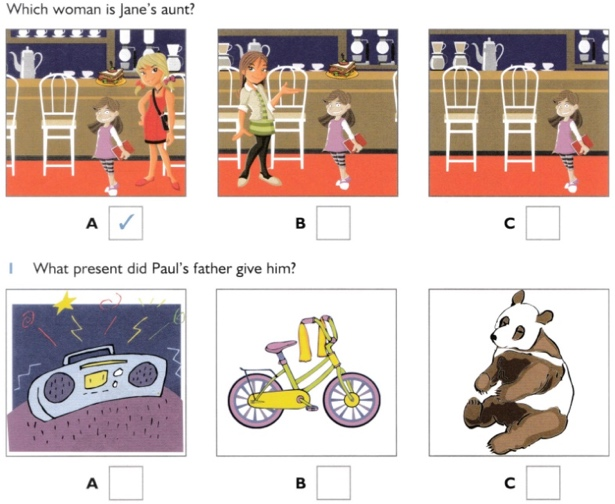 Which woman is Jane's aunt?
A ✓ B C
1 What present did Paul's father give him?
A B C